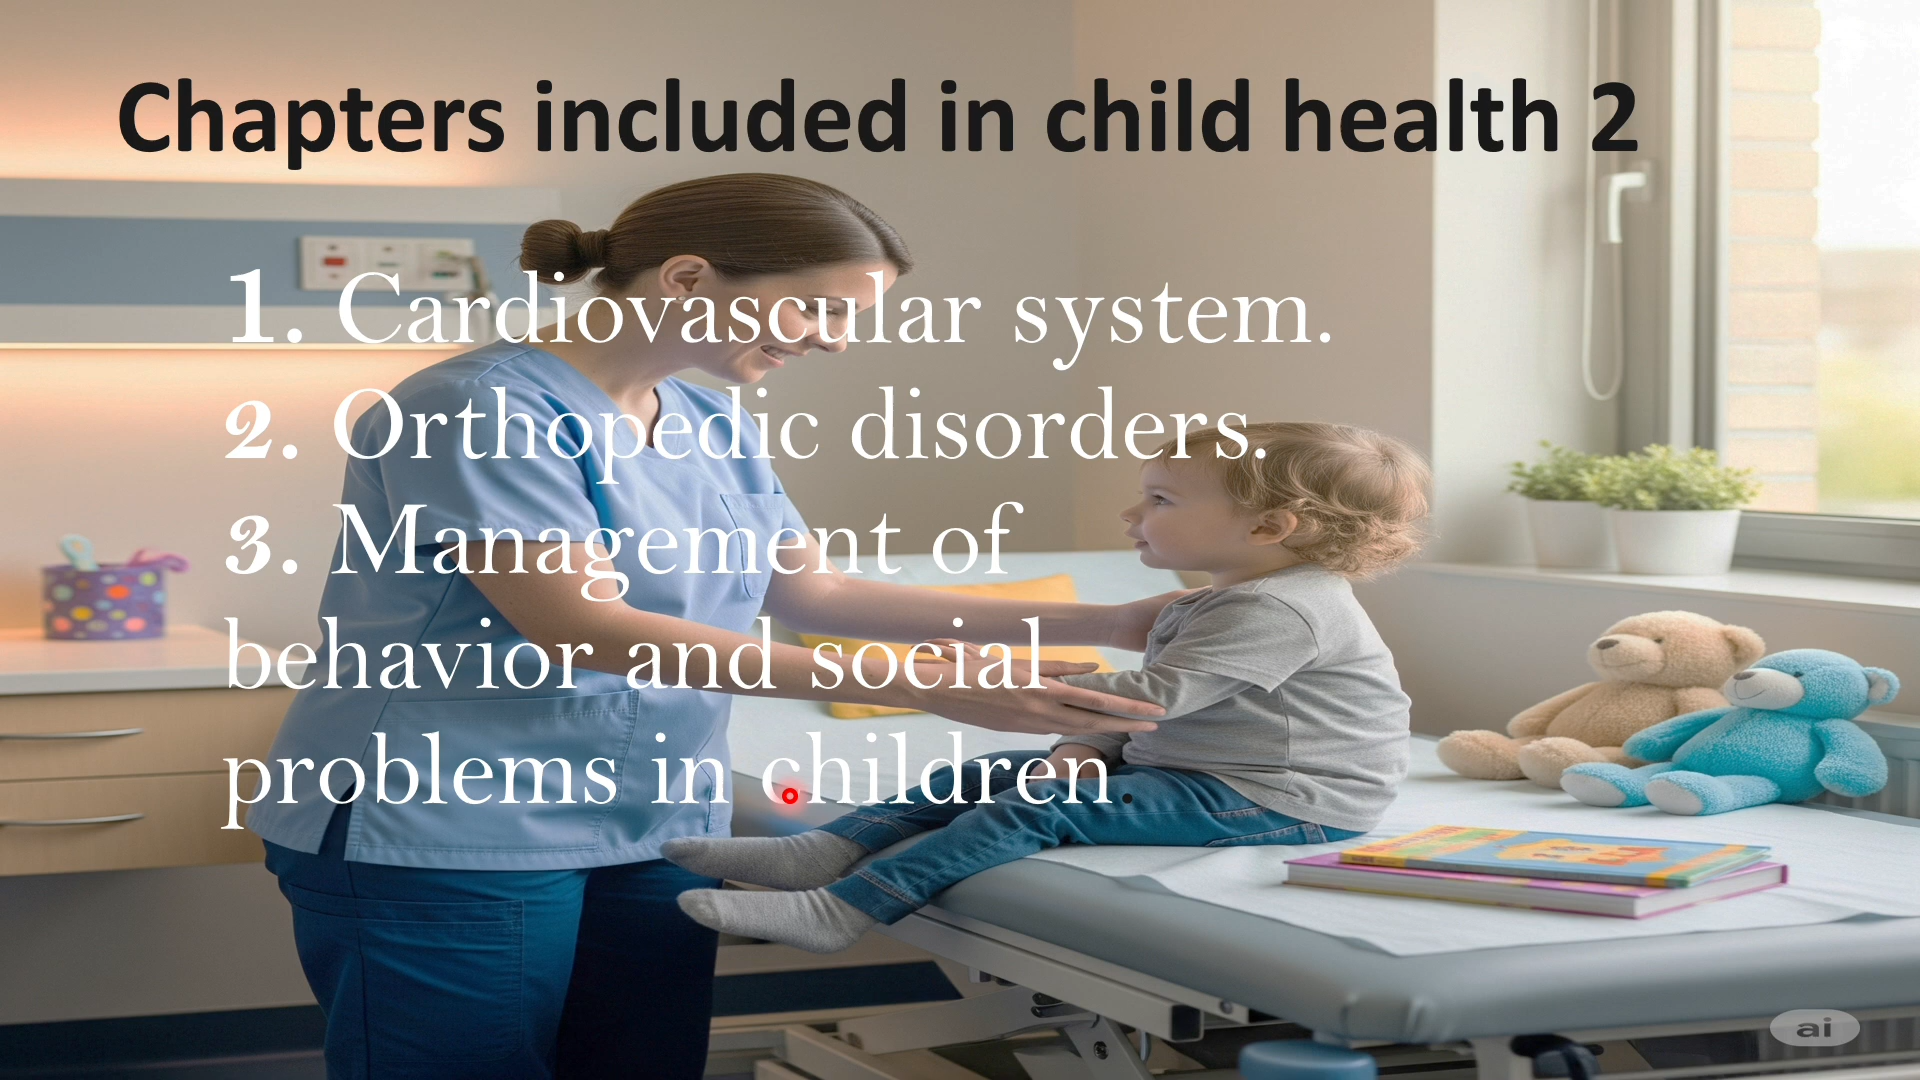 Chapters included in child health 2
1. Cardiovascular system.
2. Orthopedic disorders.
3. Management of
behavior and social
problems in children.
ai